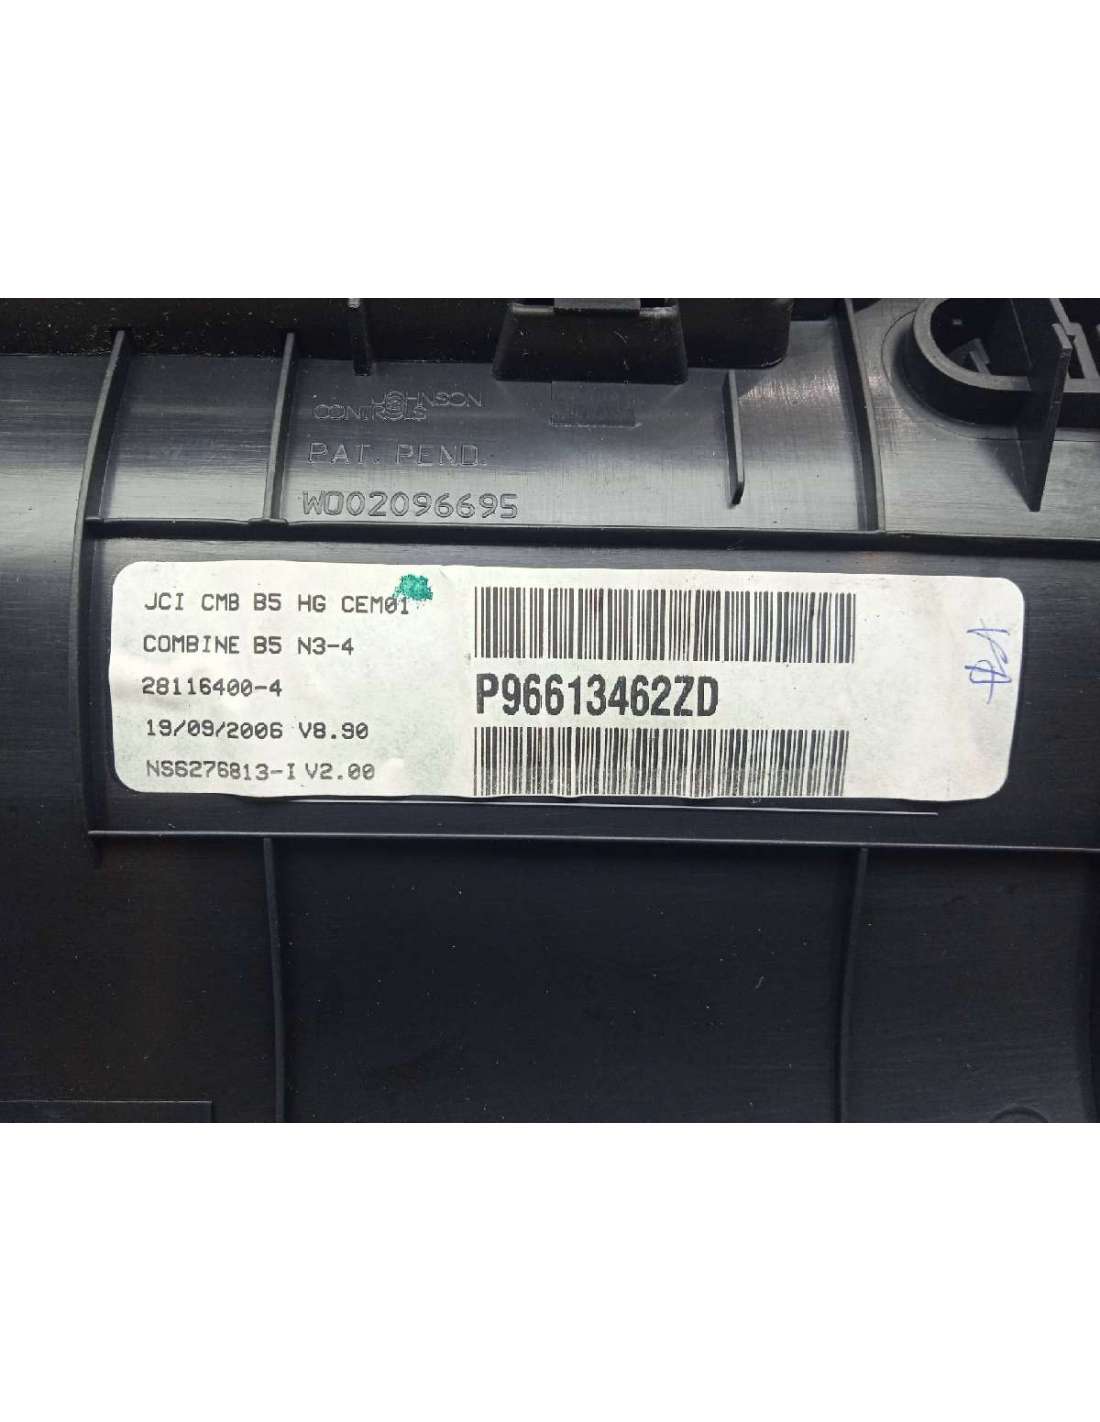 JOHNSON
CONTROLS
PAT. PEND.
WO02096695
JCI CMB B5 HG CEM01
COMBINE B5 N3-4
28116400-4
19/09/2006 V8.90
NS6276813-I V2.00
P96613462ZD